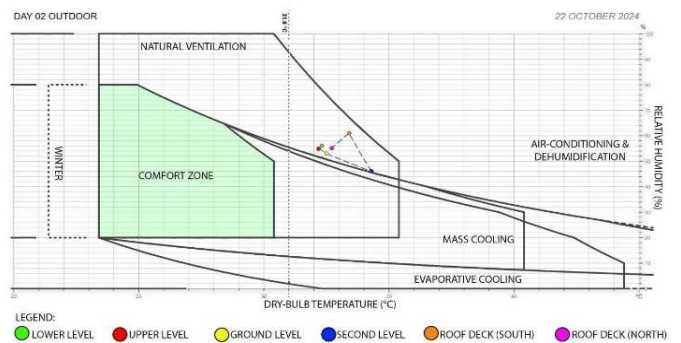 DAY 02 OUTDOOR
22 OCTOBER 2024
%
NATURAL VENTILATION
100
AIR-CONDITIONING &
DEHUMIDIFICATION
RELATIVE HUMIDITY (%)
WINTER
COMFORT ZONE
MASS COOLING
EVAPORATIVE COOLING
20 25 30 35 40 °C
DRY-BULB TEMPERATURE (°C)
LEGEND:
LOWER LEVEL UPPER LEVEL GROUND LEVEL SECOND LEVEL ROOF DECK (SOUTH) ROOF DECK (NORTH)